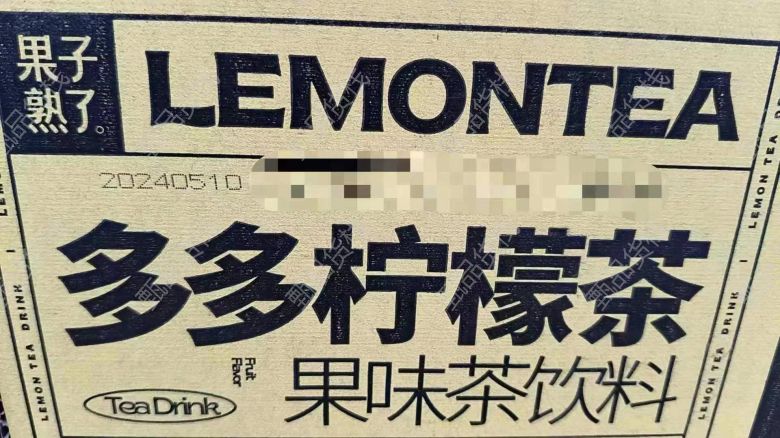 果子
熟了。
LEMONTEA
20240510
多多柠檬茶
Fruit
Flavor
果味茶饮料
Tea Drink
LEMON TEA DRINK
LEMON TEA DRINK